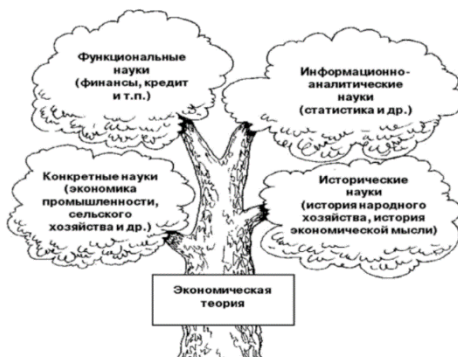 Функциональные
науки
(финансы, кредит
и т.п.)
Информационно-
аналитические
науки
(статистика и др.)
Конкретные науки
(экономика
промышленности,
сельского
хозяйства и др.)
Исторические
науки
(история народного
хозяйства, история
экономической мысли)
Экономическая
теория